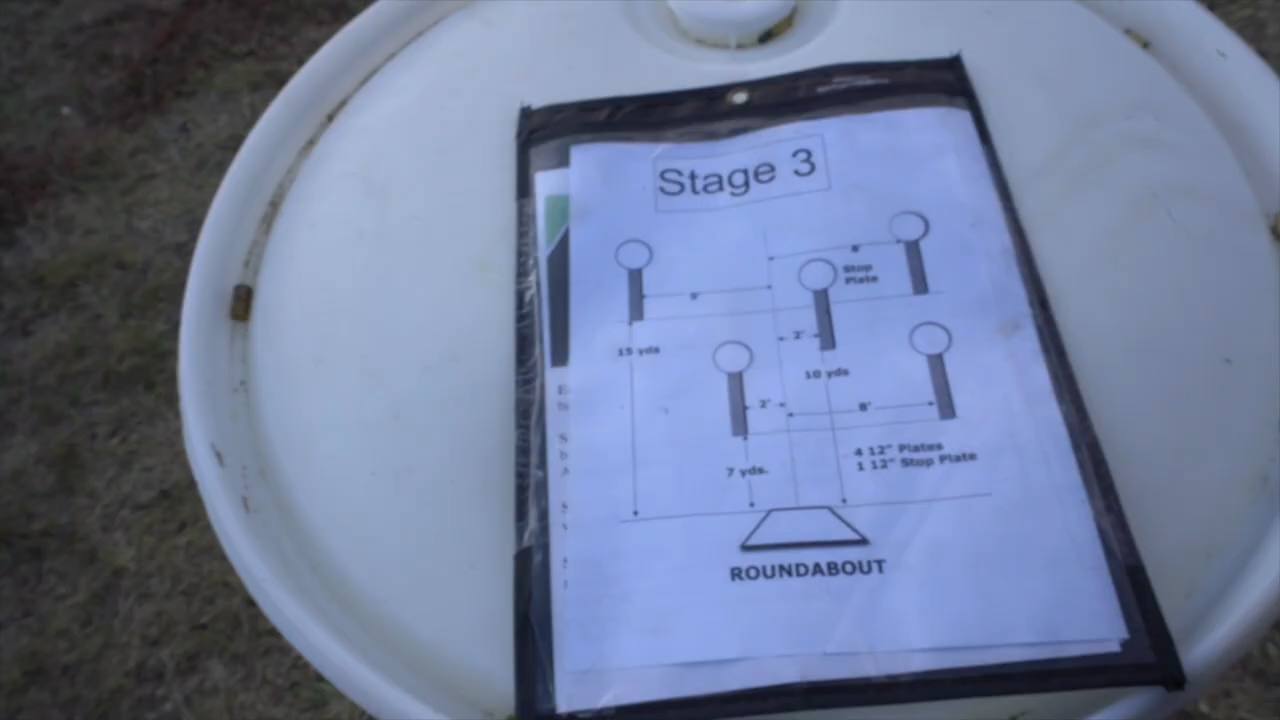 Stage 3
Stop
Plate
9'
2'
15 yds
10 yds
2'
8'
7 yds.
4 12" Plates
1 12" Stop Plate
ROUNDABOUT